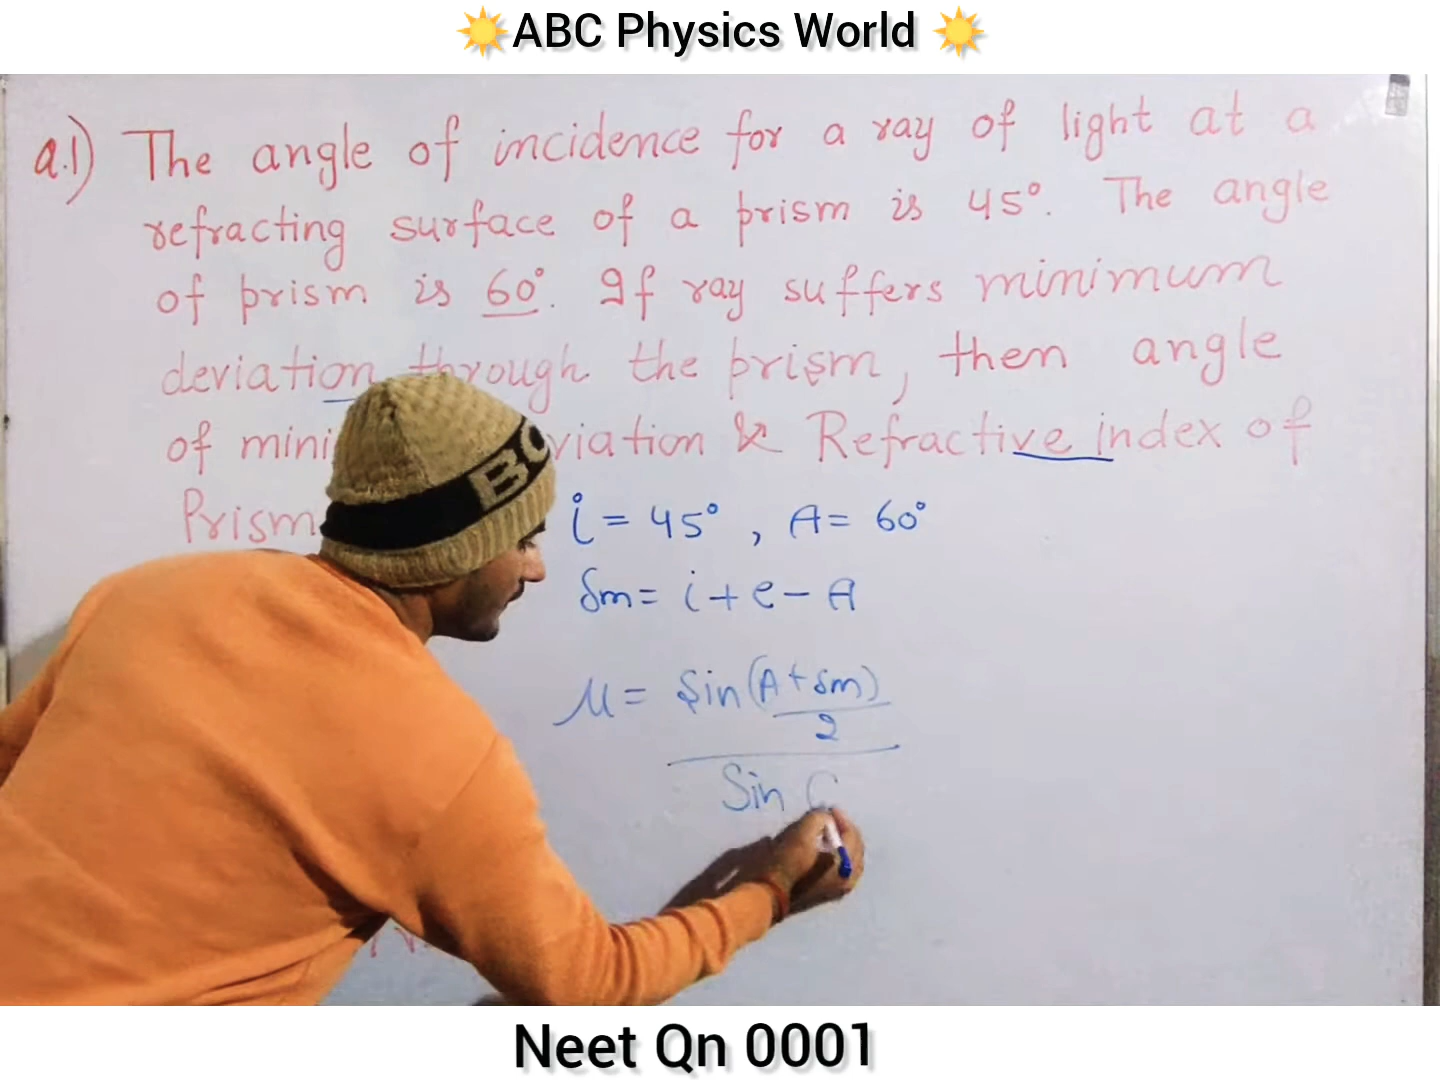 ABC Physics World
Q.1) The angle of incidence for a ray of light at a
refracting surface of a prism is 45°. The angle
of prism is 60°. If ray suffers minimum
deviation through the prism, then angle
of mini viation & Refractive index of
Prism
i = 45° , A = 60°
δm = i + e - A
μ = Sin (A + δm)
2
Sin
BO
Neet Qn 0001